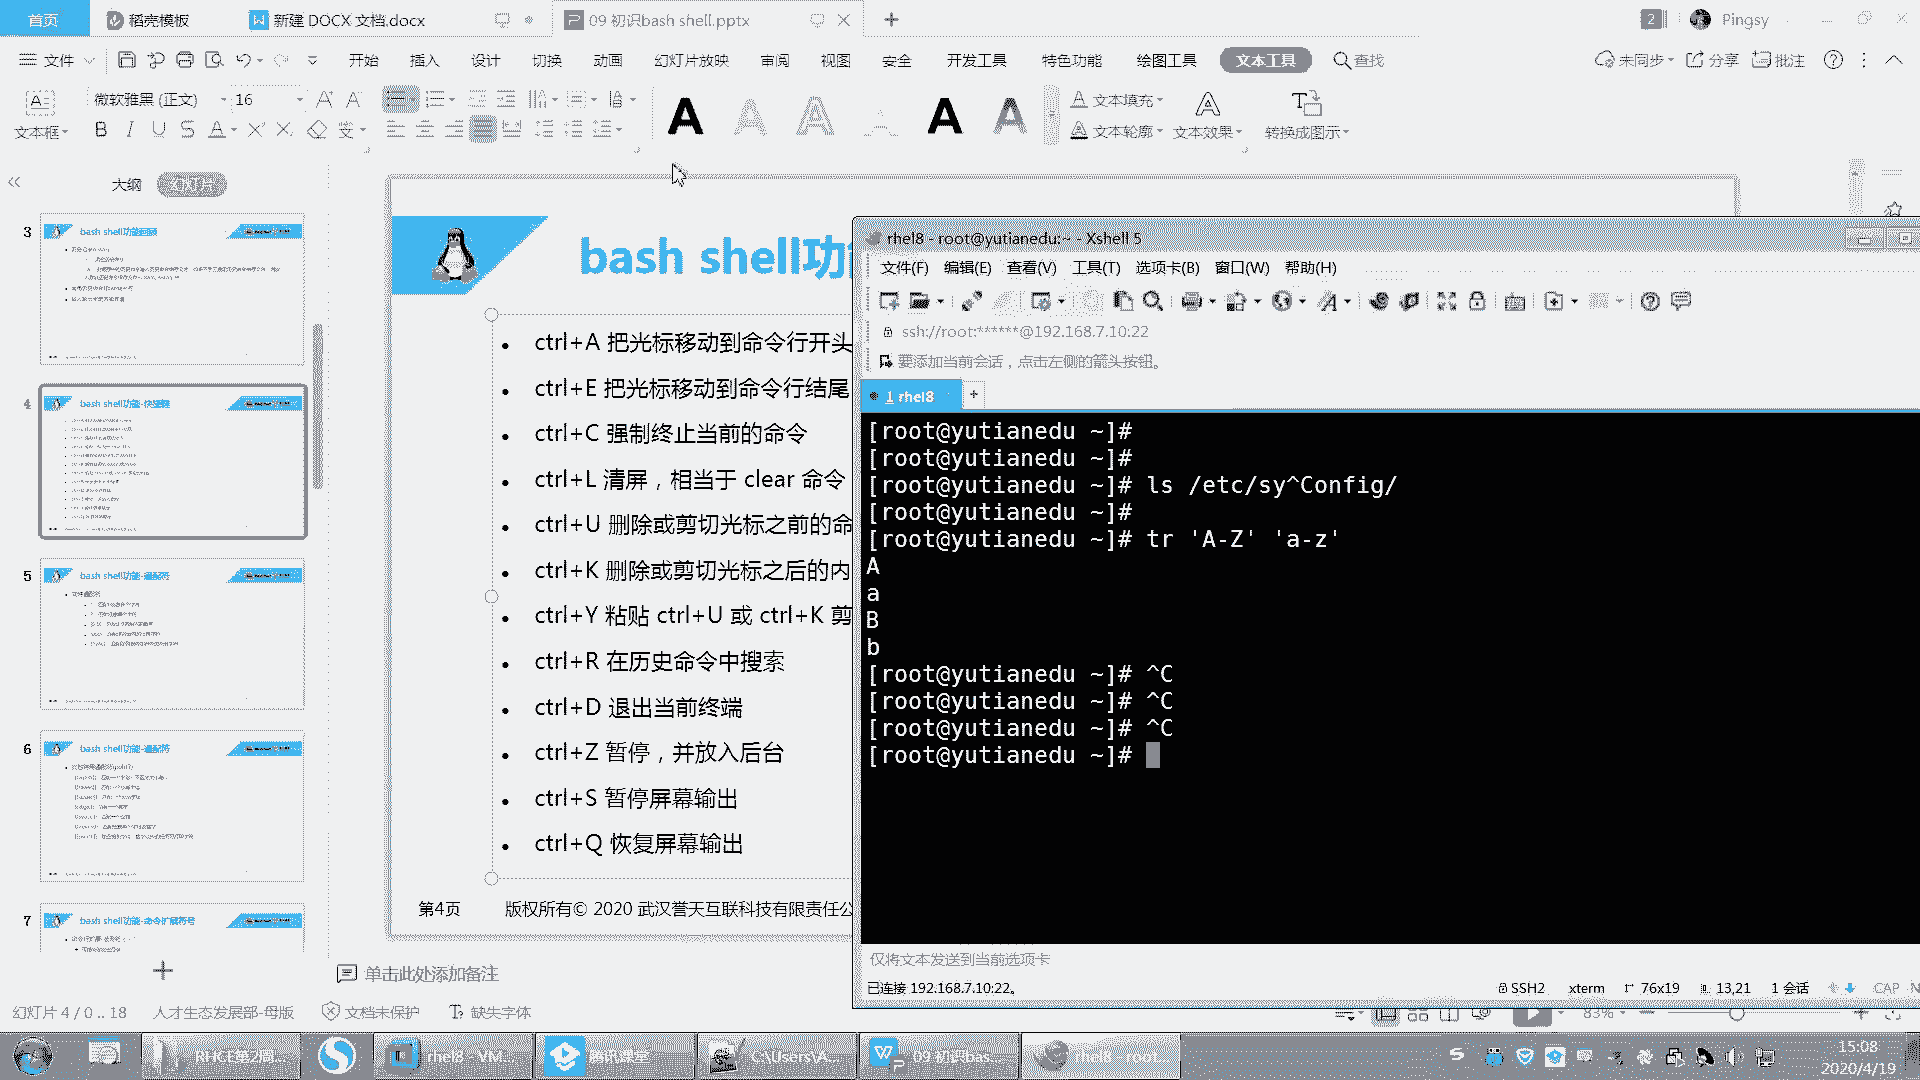 首页
稻壳模板
新建 DOCX 文档.docx
09 初识bash shell.pptx
2
Pingsy
文件
开始
插入
设计
切换
动画
幻灯片放映
审阅
视图
安全
开发工具
特色功能
绘图工具
文本工具
查找
未同步
分享
批注
文本框
微软雅黑 (正文)
16
文本填充
文本轮廓
文本效果
转换成图示
大纲
幻灯片
3
bash shell功能回顾
4
bash shell功能-快捷键
5
bash shell功能-通配符
6
bash shell功能-通配符
7
bash shell功能-命令扩展符号
bash shell功
ctrl+A 把光标移动到命令行开头
ctrl+E 把光标移动到命令行结尾
ctrl+C 强制终止当前的命令
ctrl+L 清屏，相当于 clear 命令
ctrl+U 删除或剪切光标之前的命
ctrl+K 删除或剪切光标之后的内
ctrl+Y 粘贴 ctrl+U 或 ctrl+K 剪
ctrl+R 在历史命令中搜索
ctrl+D 退出当前终端
ctrl+Z 暂停，并放入后台
ctrl+S 暂停屏幕输出
ctrl+Q 恢复屏幕输出
第4页
版权所有© 2020 武汉誉天互联科技有限责任公
单击此处添加备注
幻灯片 4 / 0 .. 18
人才生态发展部-母版
文档未保护
缺失字体
83%
rhel8 - root@yutianedu:~ - Xshell 5
文件(F)
编辑(E)
查看(V)
工具(T)
选项卡(B)
窗口(W)
帮助(H)
ssh://root:******@192.168.7.10:22
要添加当前会话，点击左侧的箭头按钮。
1 rhel8
[root@yutianedu ~]#
[root@yutianedu ~]#
[root@yutianedu ~]# ls /etc/sy^Config/
[root@yutianedu ~]#
[root@yutianedu ~]# tr 'A-Z' 'a-z'
A
a
B
b
[root@yutianedu ~]# ^C
[root@yutianedu ~]# ^C
[root@yutianedu ~]# ^C
[root@yutianedu ~]#
仅将文本发送到当前选项卡
已连接 192.168.7.10:22。
SSH2
xterm
76x19
13,21
1 会话
CAP
RHCE第2周...
rhel8 - VM...
腾讯课堂
C:\Users\A...
09 初识bas...
rhel8 - root...
15:08
2020/4/19